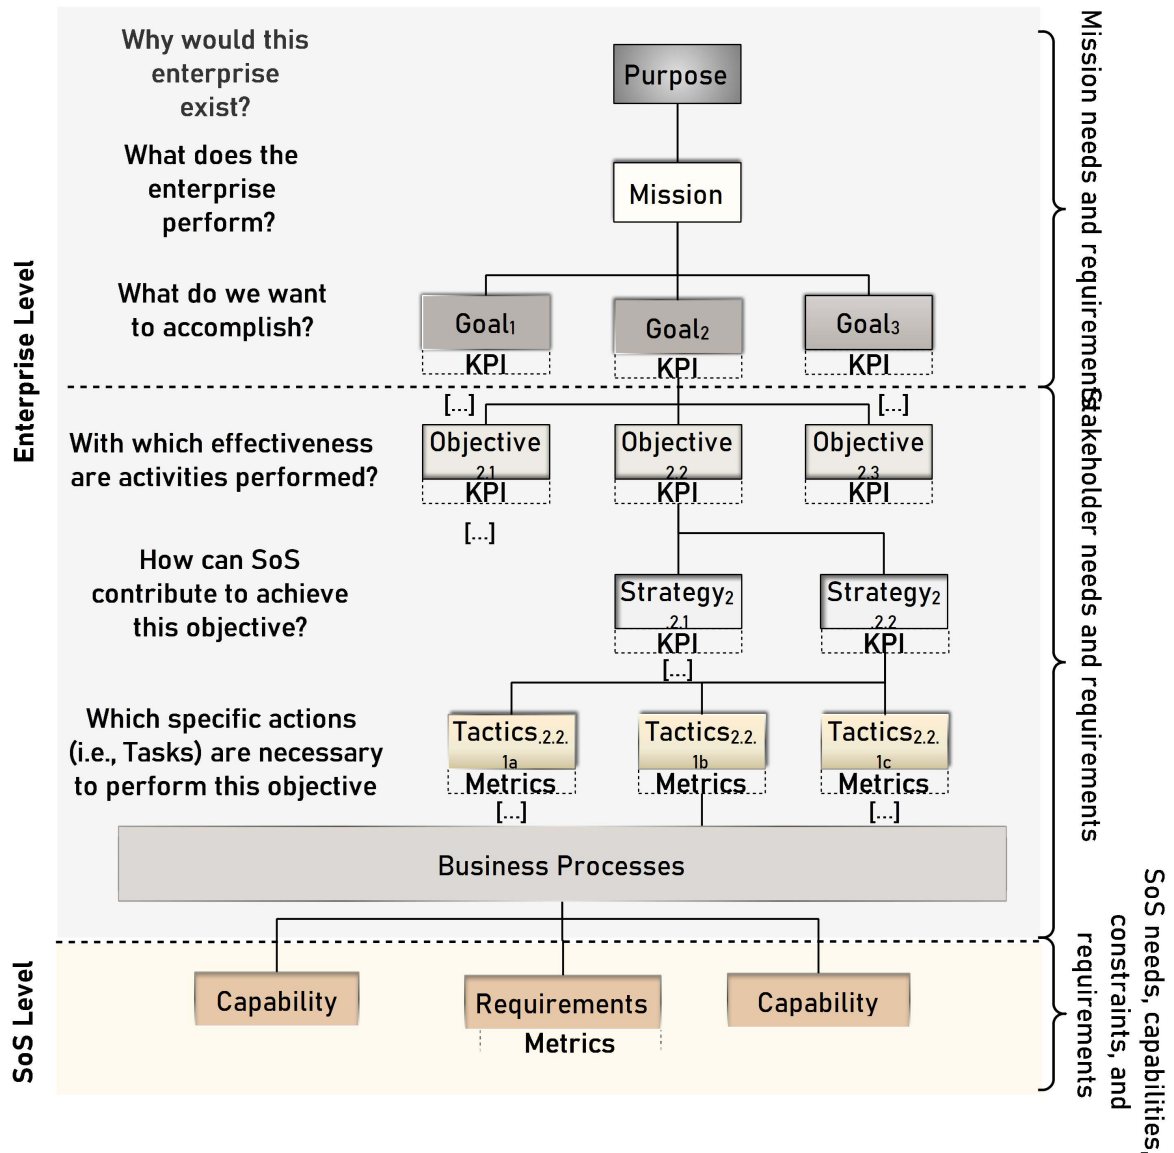 Why would this
enterprise
exist?
Purpose
What does the
enterprise
perform?
Mission
What do we want
to accomplish?
Goal1
Goal2
Goal3
KPI
KPI
KPI
[...]
[...]
With which effectiveness
are activities performed?
Objective
2.1
Objective
2.2
Objective
2.3
KPI
KPI
KPI
[...]
How can SoS
contribute to achieve
this objective?
Strategy2
.2.1
Strategy2
.2.2
KPI
KPI
[...]
Which specific actions
(i.e., Tasks) are necessary
to perform this objective
Tactics.2.2.
1a
Tactics2.2.
1b
Tactics2.2.
1c
Metrics
Metrics
Metrics
[...]
[...]
Business Processes
Capability
Requirements
Capability
Metrics
Enterprise Level
SoS Level
Mission needs and requirements
Stakeholder needs and requirements
SoS needs, capabilities,
constraints, and
requirements